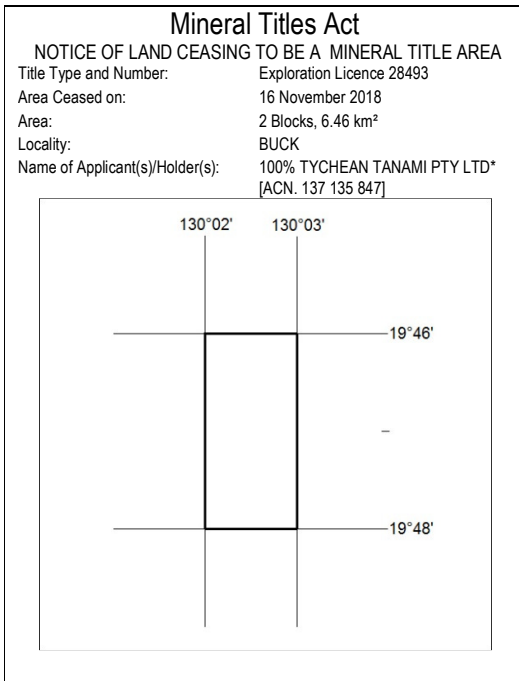 Mineral Titles Act
NOTICE OF LAND CEASING TO BE A MINERAL TITLE AREA
Title Type and Number: Exploration Licence 28493
Area Ceased on: 16 November 2018
Area: 2 Blocks, 6.46 km²
Locality: BUCK
Name of Applicant(s)/Holder(s): 100% TYCHEAN TANAMI PTY LTD*
[ACN. 137 135 847]
130°02' 130°03'
19°46'
19°48'